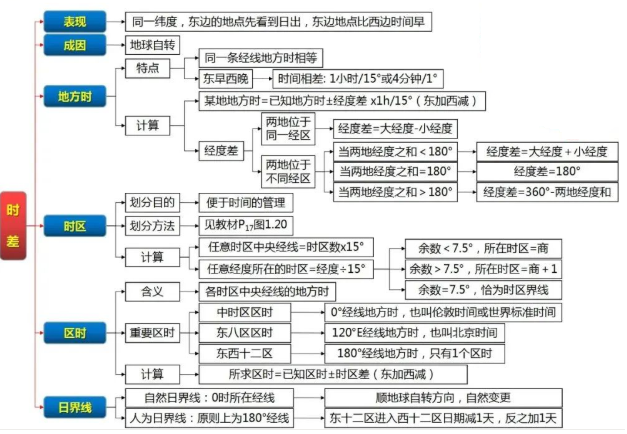 时差
表现
同一纬度，东边的地点先看到日出，东边地点比西边时间早
成因
地球自转
地方时
特点
同一条经线地方时相等
东早西晚
时间相差: 1小时/15°或4分钟/1°
计算
某地地方时=已知地方时±经度差 x1h/15°（东加西减）
经度差
两地位于
同一经区
经度差=大经度-小经度
两地位于
不同经区
当两地经度之和<180°
经度差=大经度＋小经度
当两地经度之和=180°
经度差=180°
当两地经度之和>180°
经度差=360°-两地经度和
时区
划分目的
便于时间的管理
划分方法
见教材P17图1.20
计算
任意时区中央经线=时区数x15°
任意经度所在的时区=经度÷15°
余数<7.5°，所在时区=商
余数>7.5°，所在时区=商＋1
余数=7.5°，恰为时区界线
区时
含义
各时区中央经线的地方时
重要区时
中时区区时
0°经线地方时，也叫伦敦时间或世界标准时间
东八区区时
120°E经线地方时，也叫北京时间
东西十二区
180°经线地方时，只有1个区时
计算
所求区时=已知区时±时区差（东加西减）
日界线
自然日界线：0时所在经线
顺地球自转方向，自然变更
人为日界线：原则上为180°经线
东十二区进入西十二区日期减1天，反之加1天